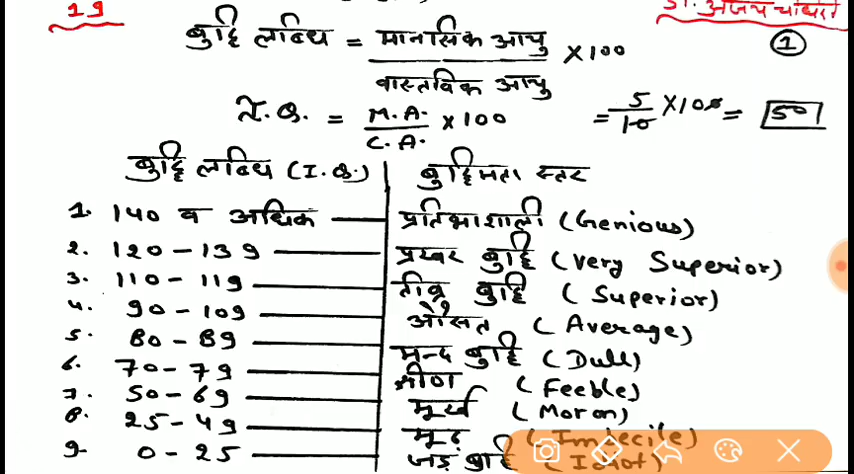 19
डॉ. अजय चौधरी
1
बुद्धि लब्धि = मानसिक आयु / वास्तविक आयु × 100
I.Q. = M.A. / C.A. × 100 = 5/10 × 100 = 50
बुद्धि लब्धि (I.Q.) | बुद्धिमता स्तर
1. 140 व अधिक — प्रतिभाशाली (Genious)
2. 120-139 — प्रखर बुद्धि (Very Superior)
3. 110-119 — तीव्र बुद्धि (Superior)
4. 90-109 — औसत (Average)
5. 80-89 — मन्द बुद्धि (Dull)
6. 70-79 — क्षीण (Feeble)
7. 50-69 — मूर्ख (Moron)
8. 25-49 — मूढ़ (Imbecile)
9. 0-25 — जड़ बुद्धि (Idiot)